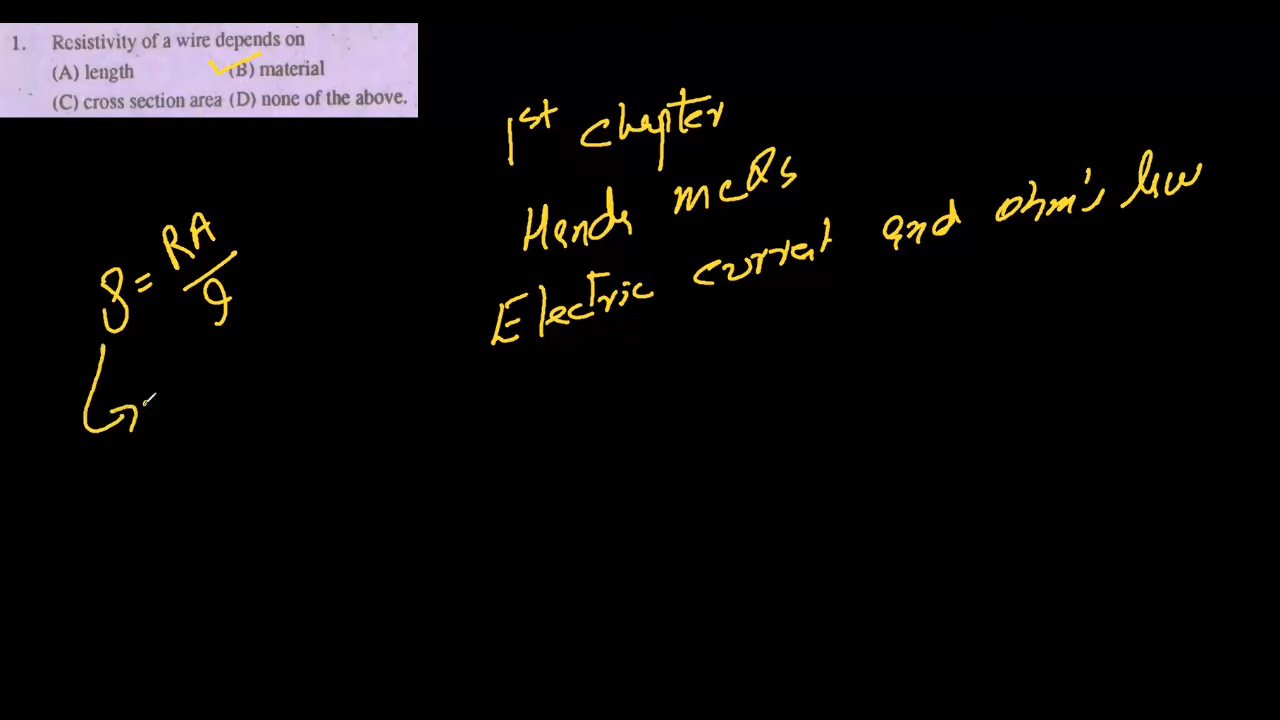 1. Resistivity of a wire depends on
(A) length (B) material
(C) cross section area (D) none of the above.
1st chapter
Handa MCQs
Electric current and ohm's law
ρ = RA
l